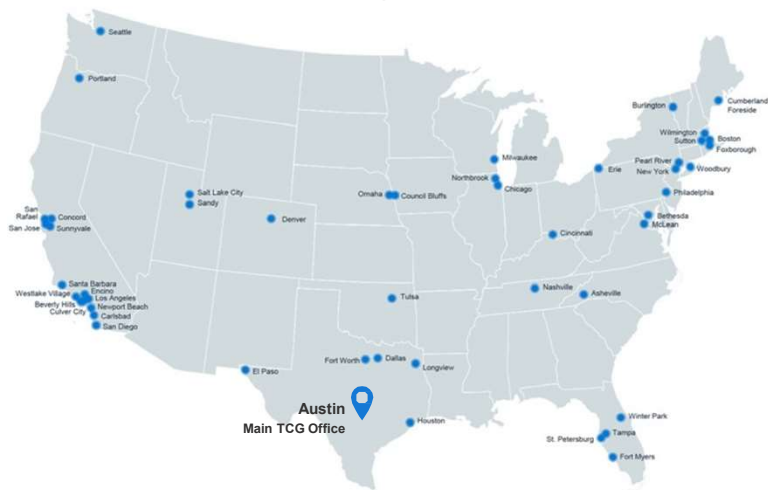 Seattle
Portland
Burlington
Cumberland
Foreside
Wilmington
Boston
Sutton
Foxborough
Milwaukee
Pearl River
Woodbury
New York
Erie
Northbrook
Chicago
Salt Lake City
Sandy
Omaha
Council Bluffs
Philadelphia
San
Rafael
Concord
San Jose
Sunnyvale
Denver
Bethesda
McLean
Cincinnati
Santa Barbara
Westlake Village
Encino
Los Angeles
Beverly Hills
Newport Beach
Culver City
Carlsbad
San Diego
Tulsa
Nashville
Asheville
El Paso
Fort Worth
Dallas
Longview
Austin
Main TCG Office
Houston
Winter Park
Tampa
St. Petersburg
Fort Myers